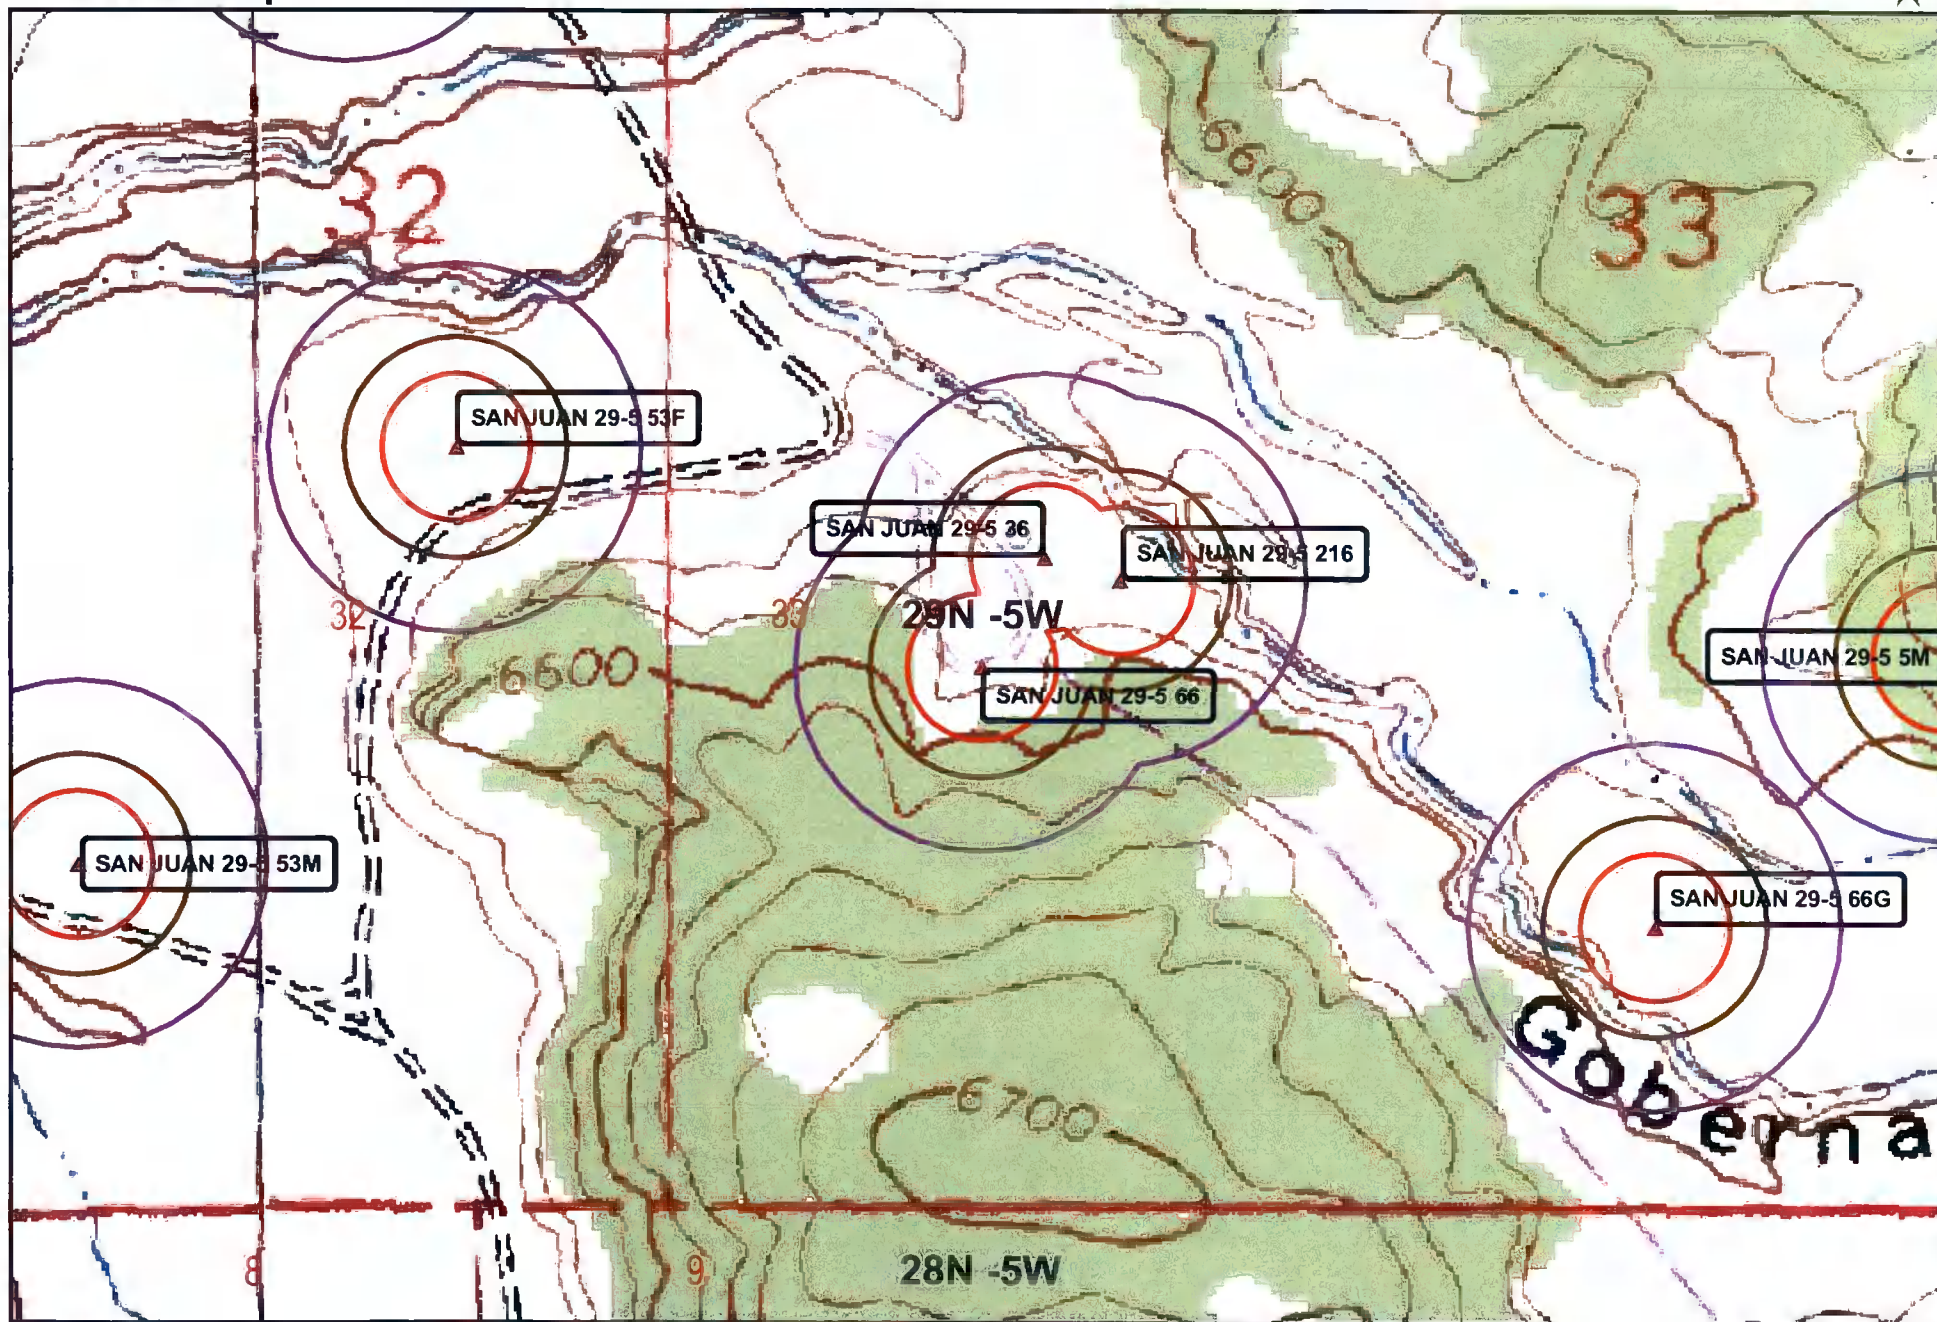 6600
32
33
SAN JUAN 29-5 53F
SAN JUAN 29-5 36
SAN JUAN 29-5 216
32
33
29N -5W
6600
SAN JUAN 29-5 5M
SAN JUAN 29-5 66
SAN JUAN 29-5 53M
SAN JUAN 29-5 66G
Goberna
6700
8
9
28N -5W